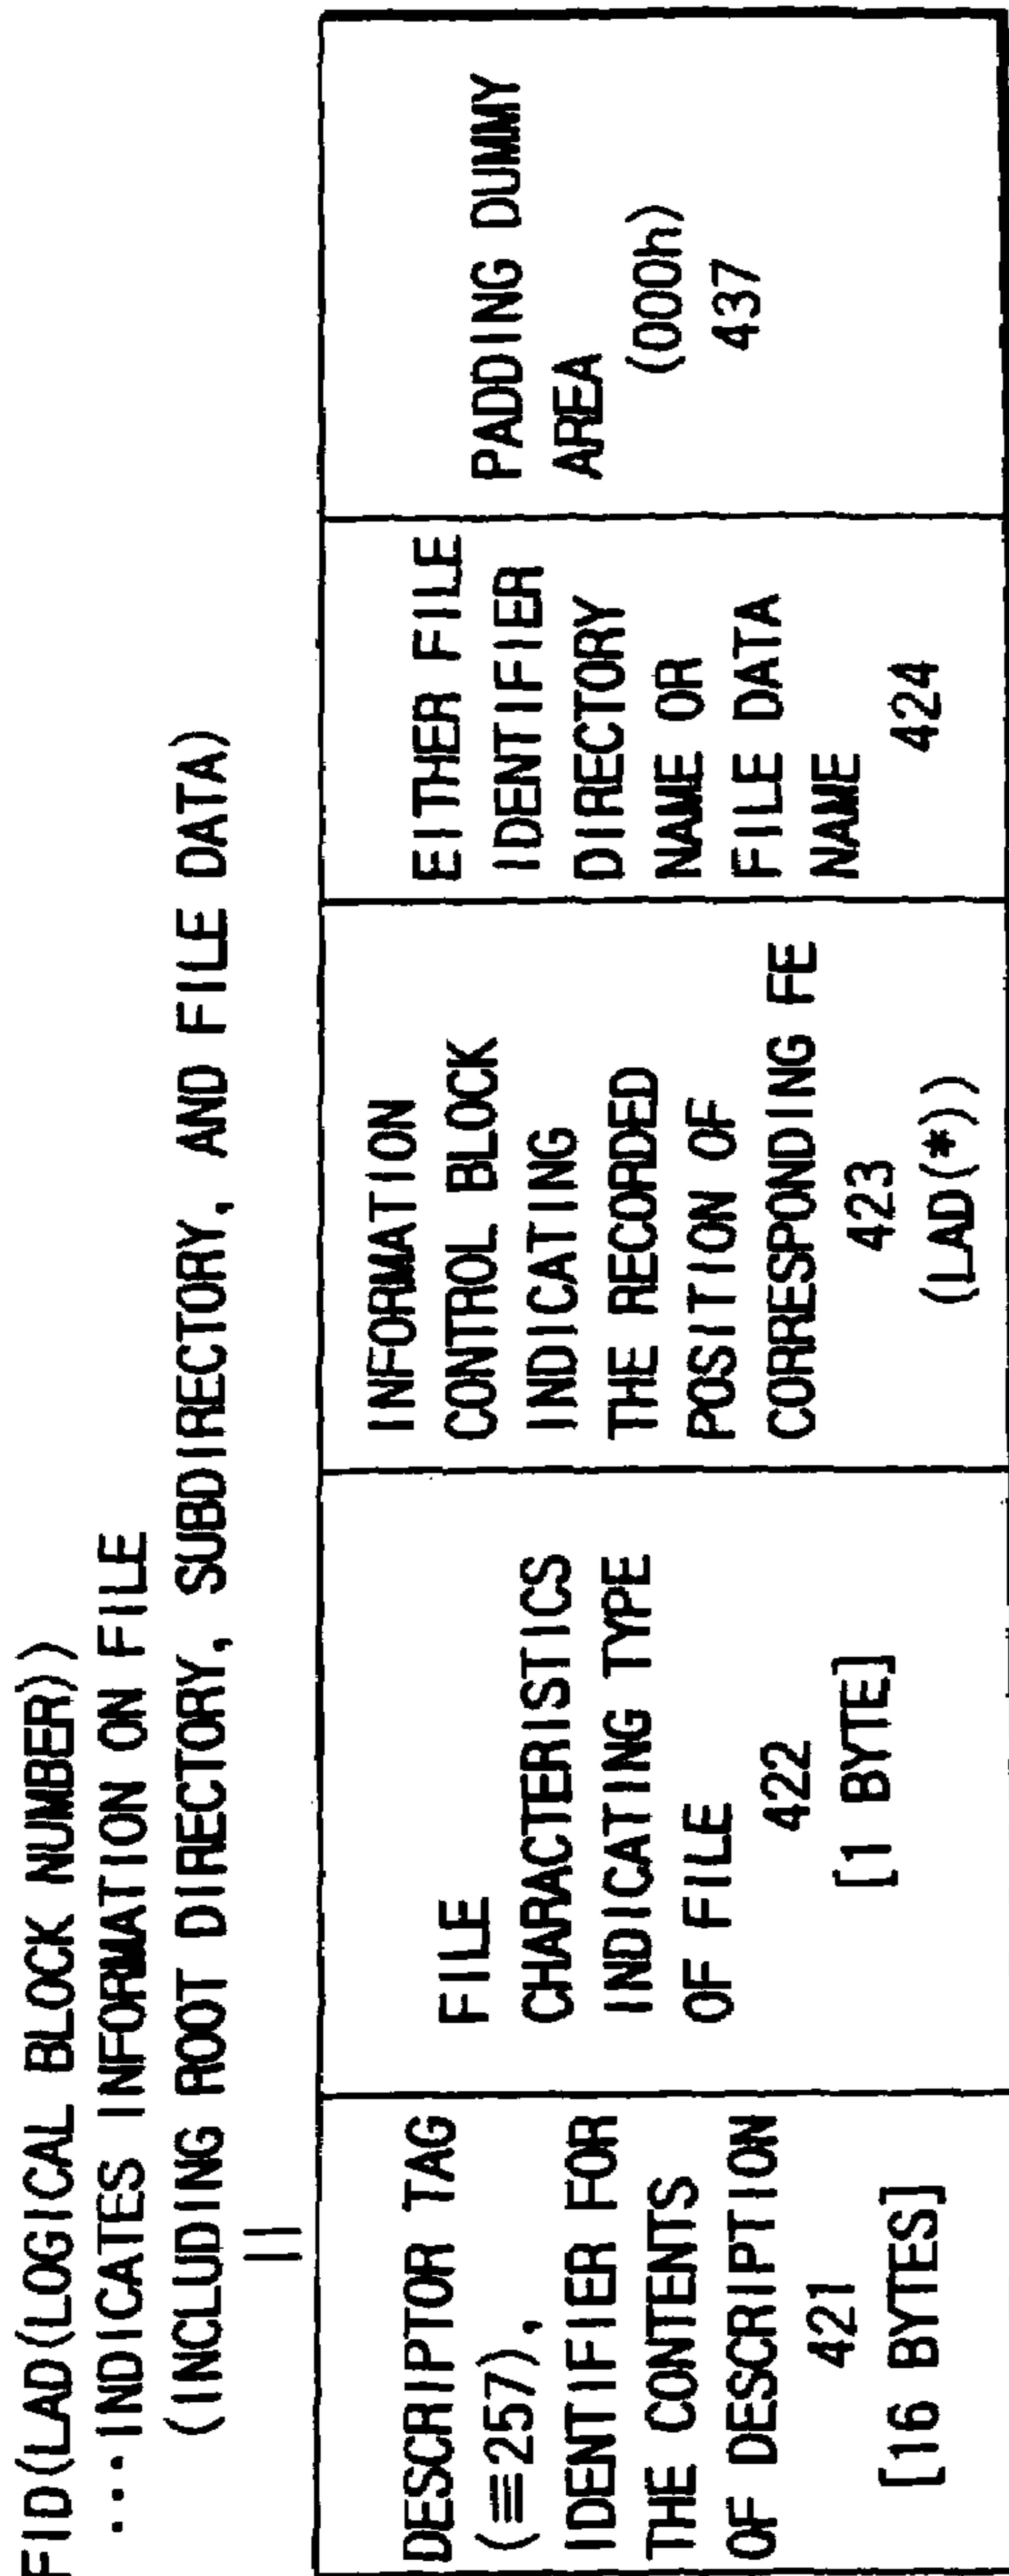 FID(LAD(LOGICAL BLOCK NUMBER))
···INDICATES INFORMATION ON FILE
(INCLUDING ROOT DIRECTORY, SUBDIRECTORY, AND FILE DATA)
=
DESCRIPTOR TAG
(≡257),
IDENTIFIER FOR
THE CONTENTS
OF DESCRIPTION
421
[16 BYTES]
FILE
CHARACTERISTICS
INDICATING TYPE
OF FILE
422
[1 BYTE]
INFORMATION
CONTROL BLOCK
INDICATING
THE RECORDED
POSITION OF
CORRESPONDING FE
423
(LAD(*))
EITHER FILE
IDENTIFIER
DIRECTORY
NAME OR
FILE DATA
NAME
424
PADDING DUMMY
AREA
(000h)
437